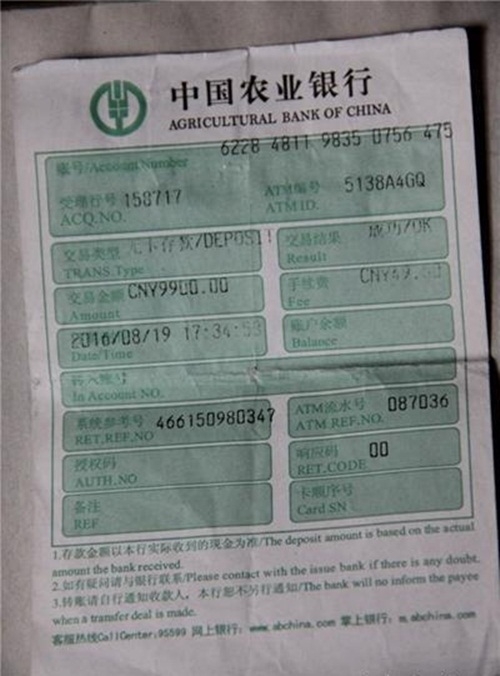 中国农业银行
AGRICULTURAL BANK OF CHINA
6228 4811 9835 0756 475
账号/Account Number
受理行号 158717 ATM编号 5138A4GQ
ACQ.NO. ATM ID.
交易类型 无卡存款/DEPOSIT 交易结果 成功/OK
TRANS.Type Result
交易金额 CNY9900.00 手续费 CNY49.
Amount Fee
2016/08/19 17:34:53 账户余额
Date/Time Balance
转入账号
In Account NO.
系统参考号 466150980347 ATM流水号 087036
RET.REF.NO ATM REF.NO.
授权码 响应码 00
AUTH.NO RET.CODE
备注 卡顺序号
REF Card SN
1.存款金额以本行实际收到的现金为准/The deposit amount is based on the actual
amount the bank received.
2.如有疑问请与银行联系/Please contact with the issue bank if there is any doubt.
3.转账请自行通知收款人,本行恕不另行通知/The bank will no inform the payee
when a transfer deal is made.
客服热线CallCenter:95599 网上银行:www.abchina.com 掌上银行:m.abchina.com